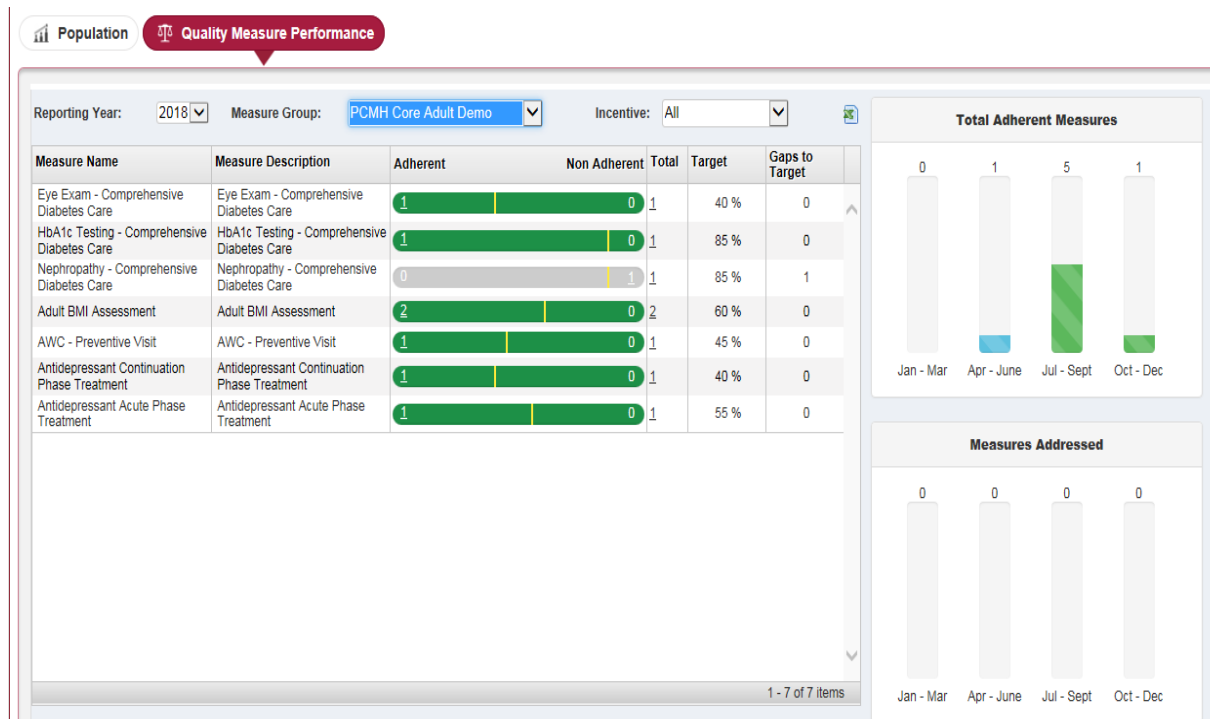 Population
Quality Measure Performance
Reporting Year: 2018 Measure Group: PCMH Core Adult Demo Incentive: All
Measure Name Measure Description Adherent Non Adherent Total Target Gaps to Target
Eye Exam - Comprehensive Diabetes Care Eye Exam - Comprehensive Diabetes Care 1 0 1 40 % 0
HbA1c Testing - Comprehensive Diabetes Care HbA1c Testing - Comprehensive Diabetes Care 1 0 1 85 % 0
Nephropathy - Comprehensive Diabetes Care Nephropathy - Comprehensive Diabetes Care 0 1 1 85 % 1
Adult BMI Assessment Adult BMI Assessment 2 0 2 60 % 0
AWC - Preventive Visit AWC - Preventive Visit 1 0 1 45 % 0
Antidepressant Continuation Phase Treatment Antidepressant Continuation Phase Treatment 1 0 1 40 % 0
Antidepressant Acute Phase Treatment Antidepressant Acute Phase Treatment 1 0 1 55 % 0
1 - 7 of 7 items
Total Adherent Measures
0 1 5 1
Jan - Mar Apr - June Jul - Sept Oct - Dec
Measures Addressed
0 0 0 0
Jan - Mar Apr - June Jul - Sept Oct - Dec